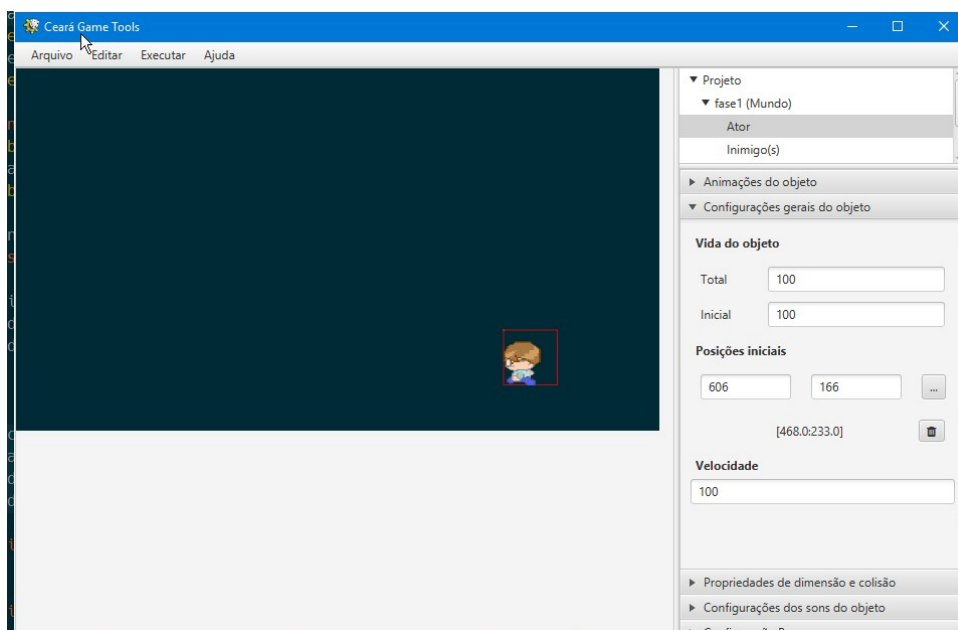 Ceará Game Tools
Arquivo Editar Executar Ajuda
Projeto
fase1 (Mundo)
Ator
Inimigo(s)
Animações do objeto
Configurações gerais do objeto
Vida do objeto
Total 100
Inicial 100
Posições iniciais
606 166 ...
[468.0:233.0]
Velocidade
100
Propriedades de dimensão e colisão
Configurações dos sons do objeto